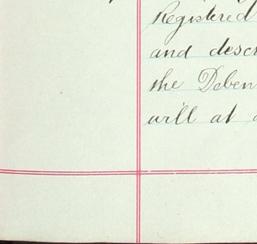 Registered
and descr
the Deben
will at a